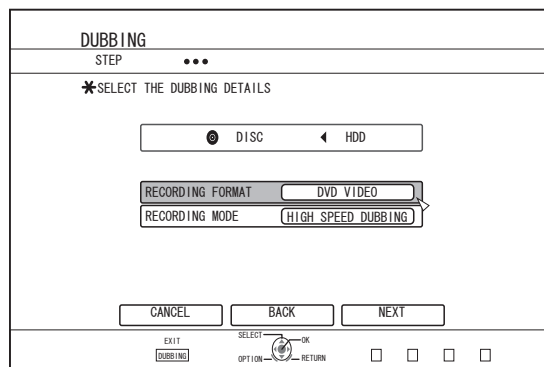 DUBBING
STEP
SELECT THE DUBBING DETAILS
DISC HDD
RECORDING FORMAT DVD VIDEO
RECORDING MODE HIGH SPEED DUBBING
CANCEL BACK NEXT
EXIT
DUBBING
SELECT OK
OPTION RETURN